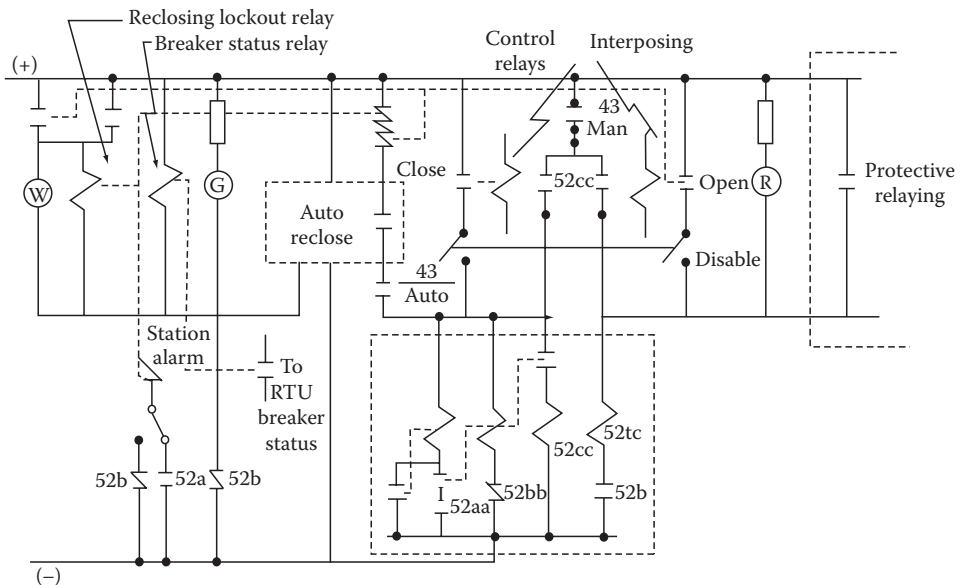 Reclosing lockout relay
Breaker status relay
Control
relays
Interposing
(+)
43
Man
Close
52cc
Open
R
Protective
relaying
W
G
Auto
reclose
43
Auto
Disable
Station
alarm
To
RTU
breaker
status
52b
52a
52b
I
52aa
52bb
52cc
52tc
52b
(–)